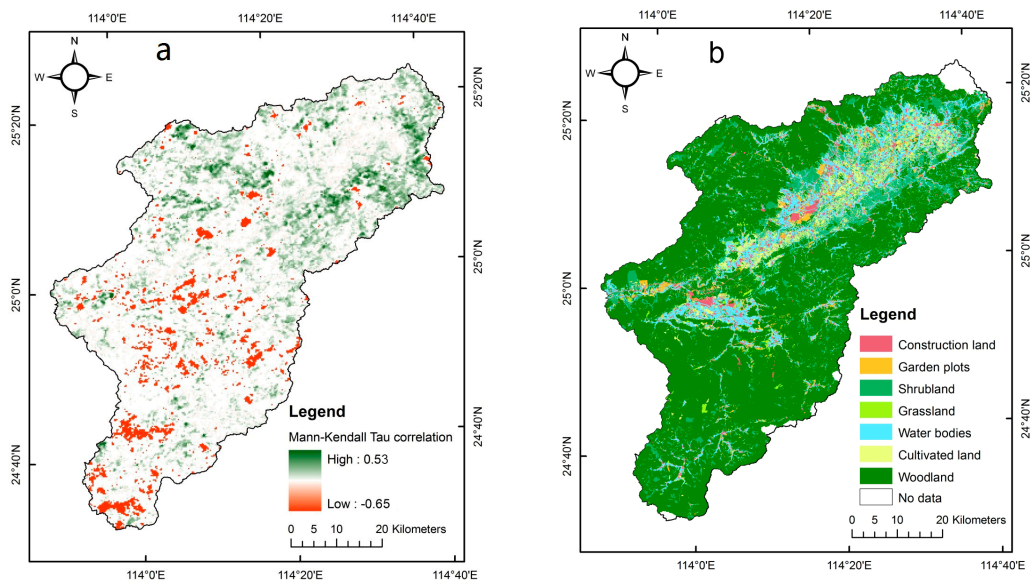 114°0'E 114°20'E 114°40'E
a
N
W E
S
25°20'N
25°20'N
25°0'N
25°0'N
24°40'N
24°40'N
Legend
Mann-Kendall Tau correlation
High : 0.53
Low : -0.65
0 5 10 20 Kilometers
114°0'E 114°20'E 114°40'E
114°0'E 114°20'E 114°40'E
b
N
W E
S
25°20'N
25°20'N
25°0'N
25°0'N
24°40'N
24°40'N
Legend
Construction land
Garden plots
Shrubland
Grassland
Water bodies
Cultivated land
Woodland
No data
0 5 10 20 Kilometers
114°0'E 114°20'E 114°40'E